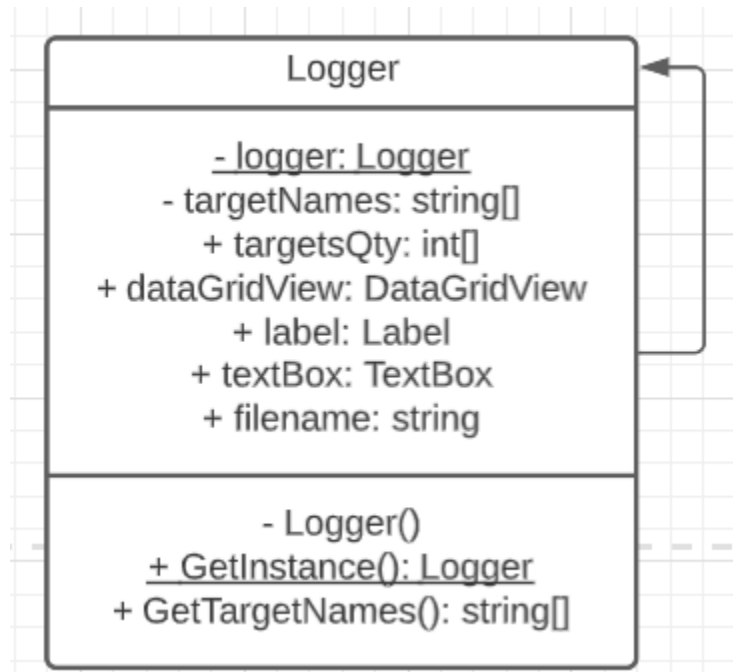 Logger
- logger: Logger
- targetNames: string[]
+ targetsQty: int[]
+ dataGridView: DataGridView
+ label: Label
+ textBox: TextBox
+ filename: string
- Logger()
+ GetInstance(): Logger
+ GetTargetNames(): string[]